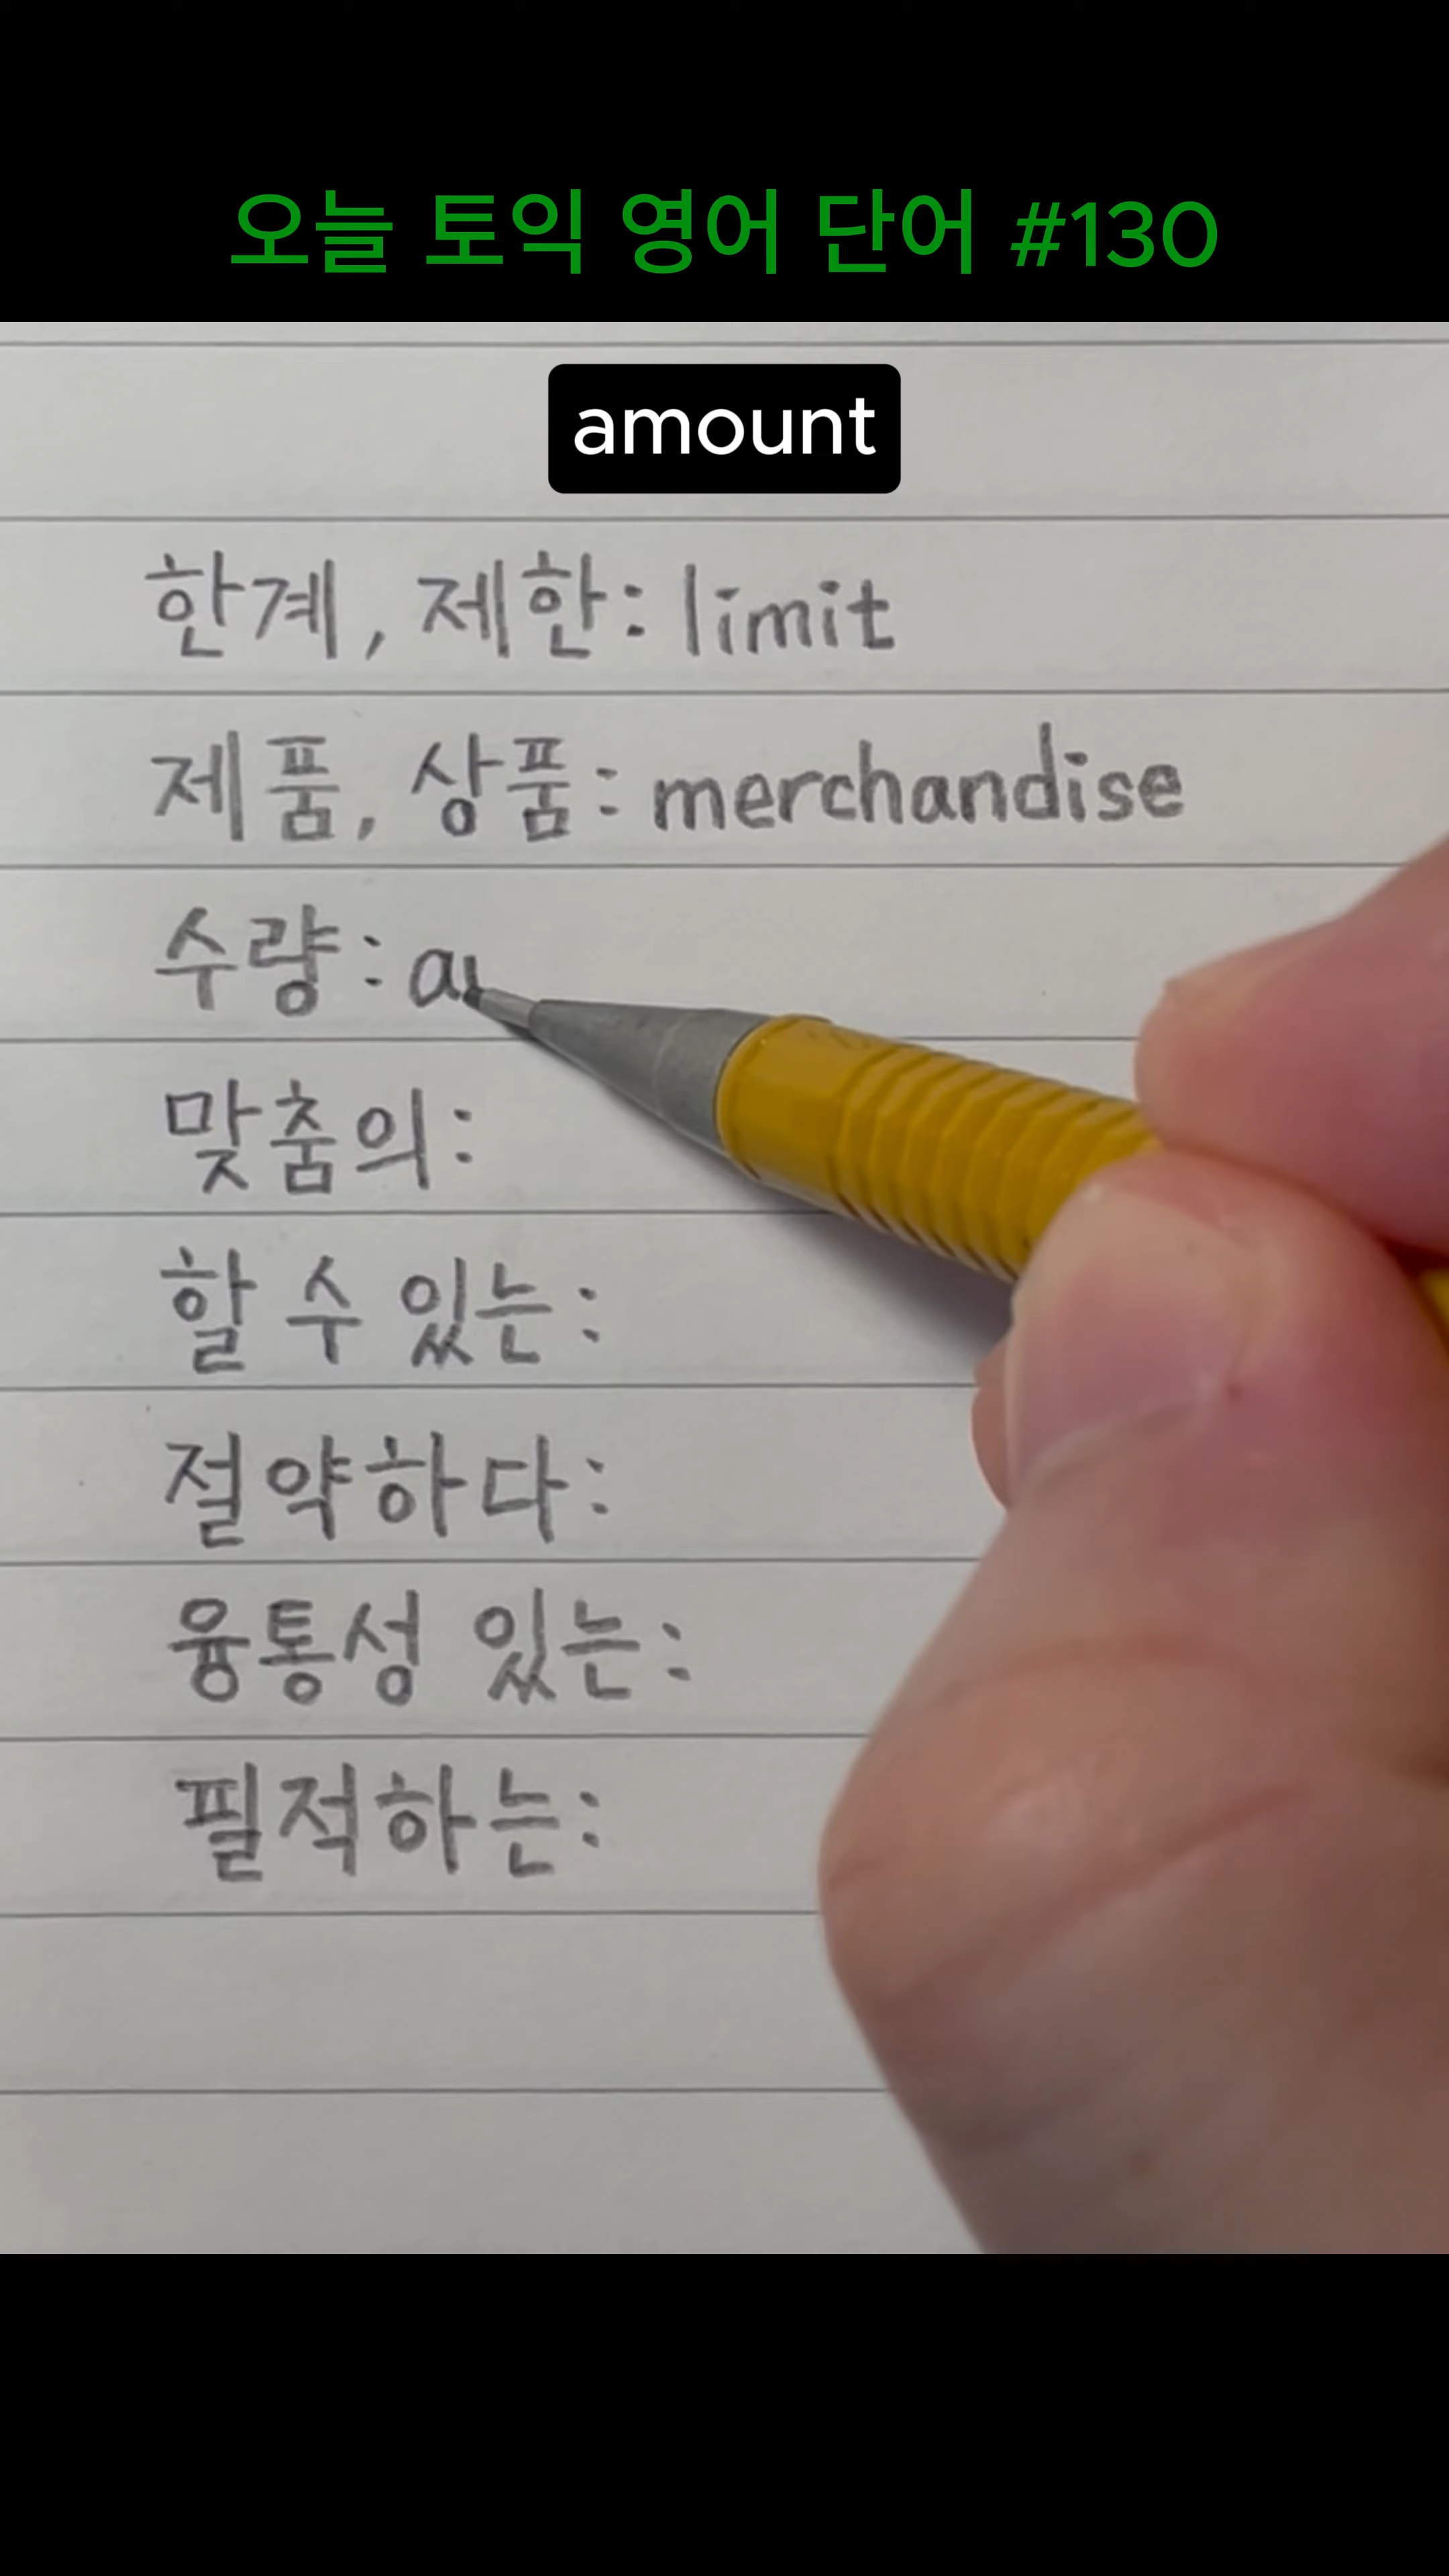 오늘 토익 영어 단어 #130
amount
한계, 제한: limit
제품, 상품: merchandise
수량: a
맞춤의:
할 수 있는:
절약하다:
융통성 있는:
필적하는: